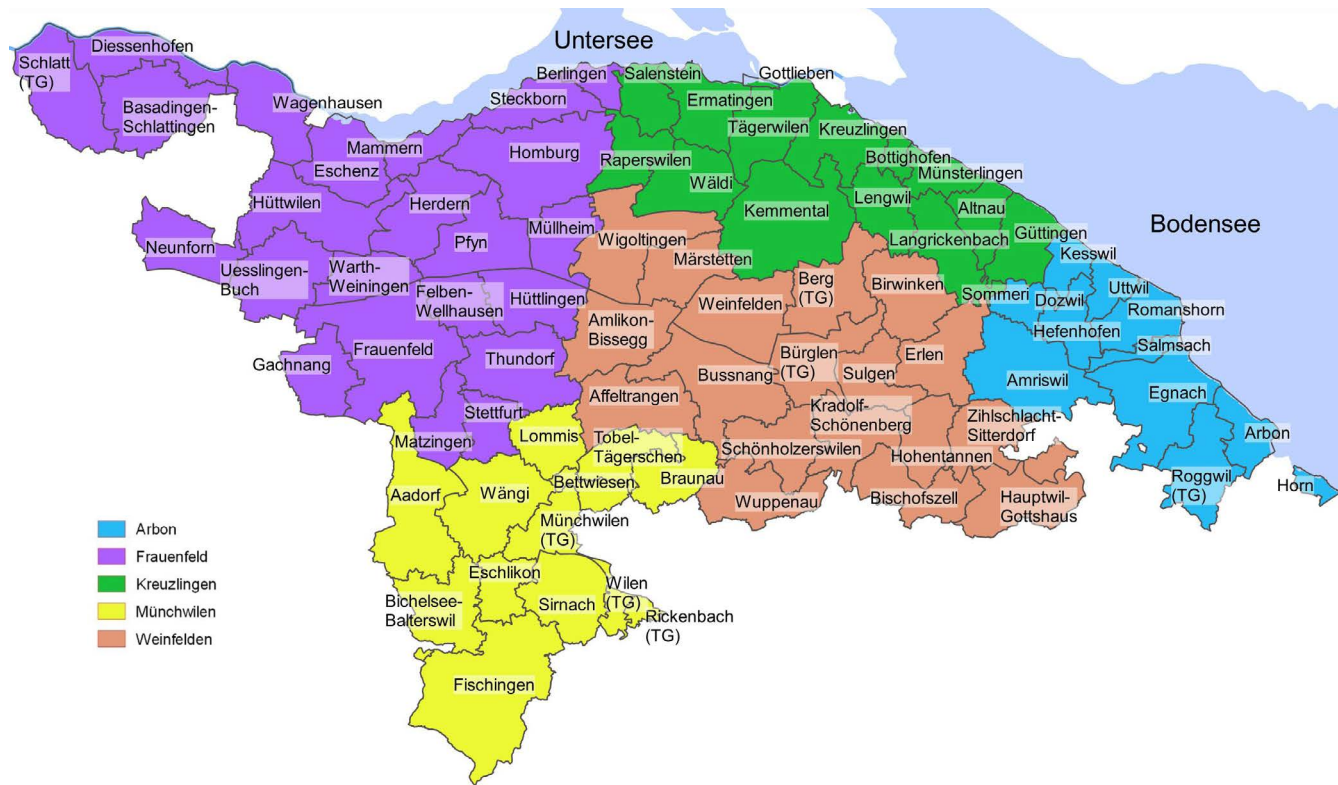 Untersee
Bodensee
Schlatt
(TG)
Diessenhofen
Basadingen-
Schlattingen
Wagenhausen
Berlingen
Steckborn
Salenstein
Gottlieben
Ermatingen
Tägerwilen
Kreuzlingen
Mammern
Eschenz
Homburg
Raperswilen
Wäldi
Bottighofen
Münsterlingen
Hüttwilen
Herdern
Kemmental
Lengwil
Altnau
Neunforn
Pfyn
Müllheim
Wigoltingen
Märstetten
Langrickenbach
Güttingen
Kesswil
Uesslingen-
Buch
Warth-
Weiningen
Felben-
Wellhausen
Hüttlingen
Weinfelden
Berg
(TG)
Birwinken
Sommeri
Dozwil
Uttwil
Romanshorn
Amlikon-
Bissegg
Hefenhofen
Salmsach
Gachnang
Frauenfeld
Thundorf
Bussnang
Bürglen
(TG)
Sulgen
Erlen
Amriswil
Egnach
Affeltrangen
Stettfurt
Matzingen
Lommis
Tobel-
Tägerschen
Kradolf-
Schönenberg
Zihlschlacht-
Sitterdorf
Arbon
Schönholzerswilen
Hohentannen
Aadorf
Wängi
Bettwiesen
Braunau
Wuppenau
Bischofszell
Hauptwil-
Gottshaus
Roggwil
(TG)
Horn
Münchwilen
(TG)
Eschlikon
Bichelsee-
Balterswil
Sirnach
Wilen
(TG)
Rickenbach
(TG)
Fischingen
Arbon
Frauenfeld
Kreuzlingen
Münchwilen
Weinfelden